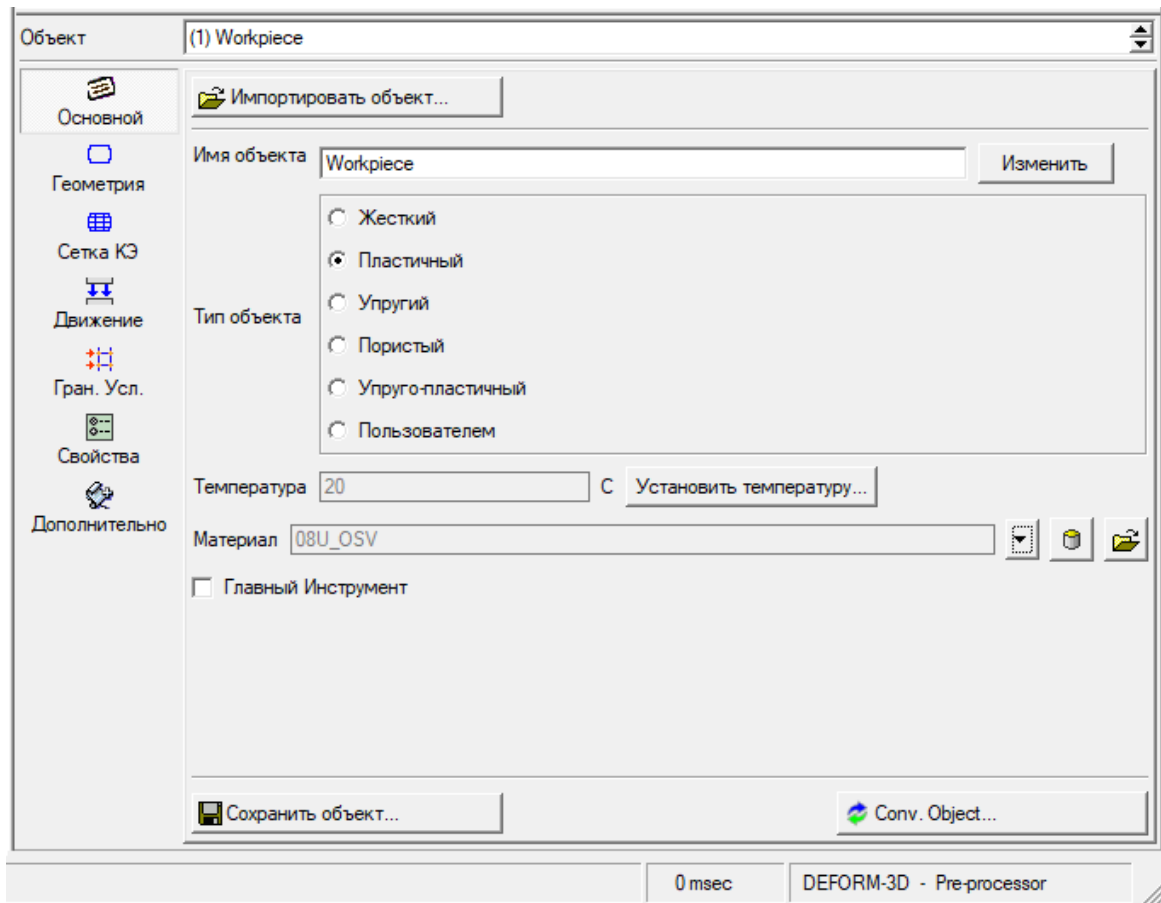 Объект (1) Workpiece
Основной
Импортировать объект...
Имя объекта Workpiece Изменить
Геометрия
Жесткий
Сетка КЭ
Пластичный
Движение
Тип объекта
Упругий
Пористый
Гран. Усл.
Упруго-пластичный
Пользователем
Свойства
Температура 20 C Установить температуру...
Дополнительно
Материал 08U_OSV
Главный Инструмент
Сохранить объект... Conv. Object...
0 msec DEFORM-3D - Pre-processor